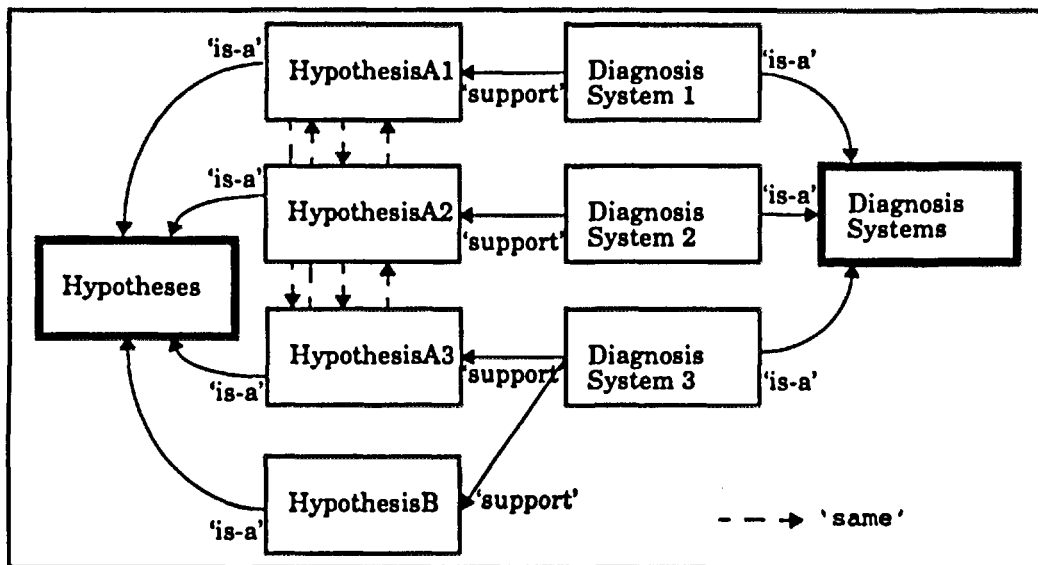 'is-a'
HypothesisA1
'support'
Diagnosis
System 1
'is-a'
'is-a'
HypothesisA2
'support'
Diagnosis
System 2
'is-a'
Diagnosis
Systems
Hypotheses
HypothesisA3
'support'
Diagnosis
System 3
'is-a'
'is-a'
HypothesisB
'support'
'is-a'
'same'